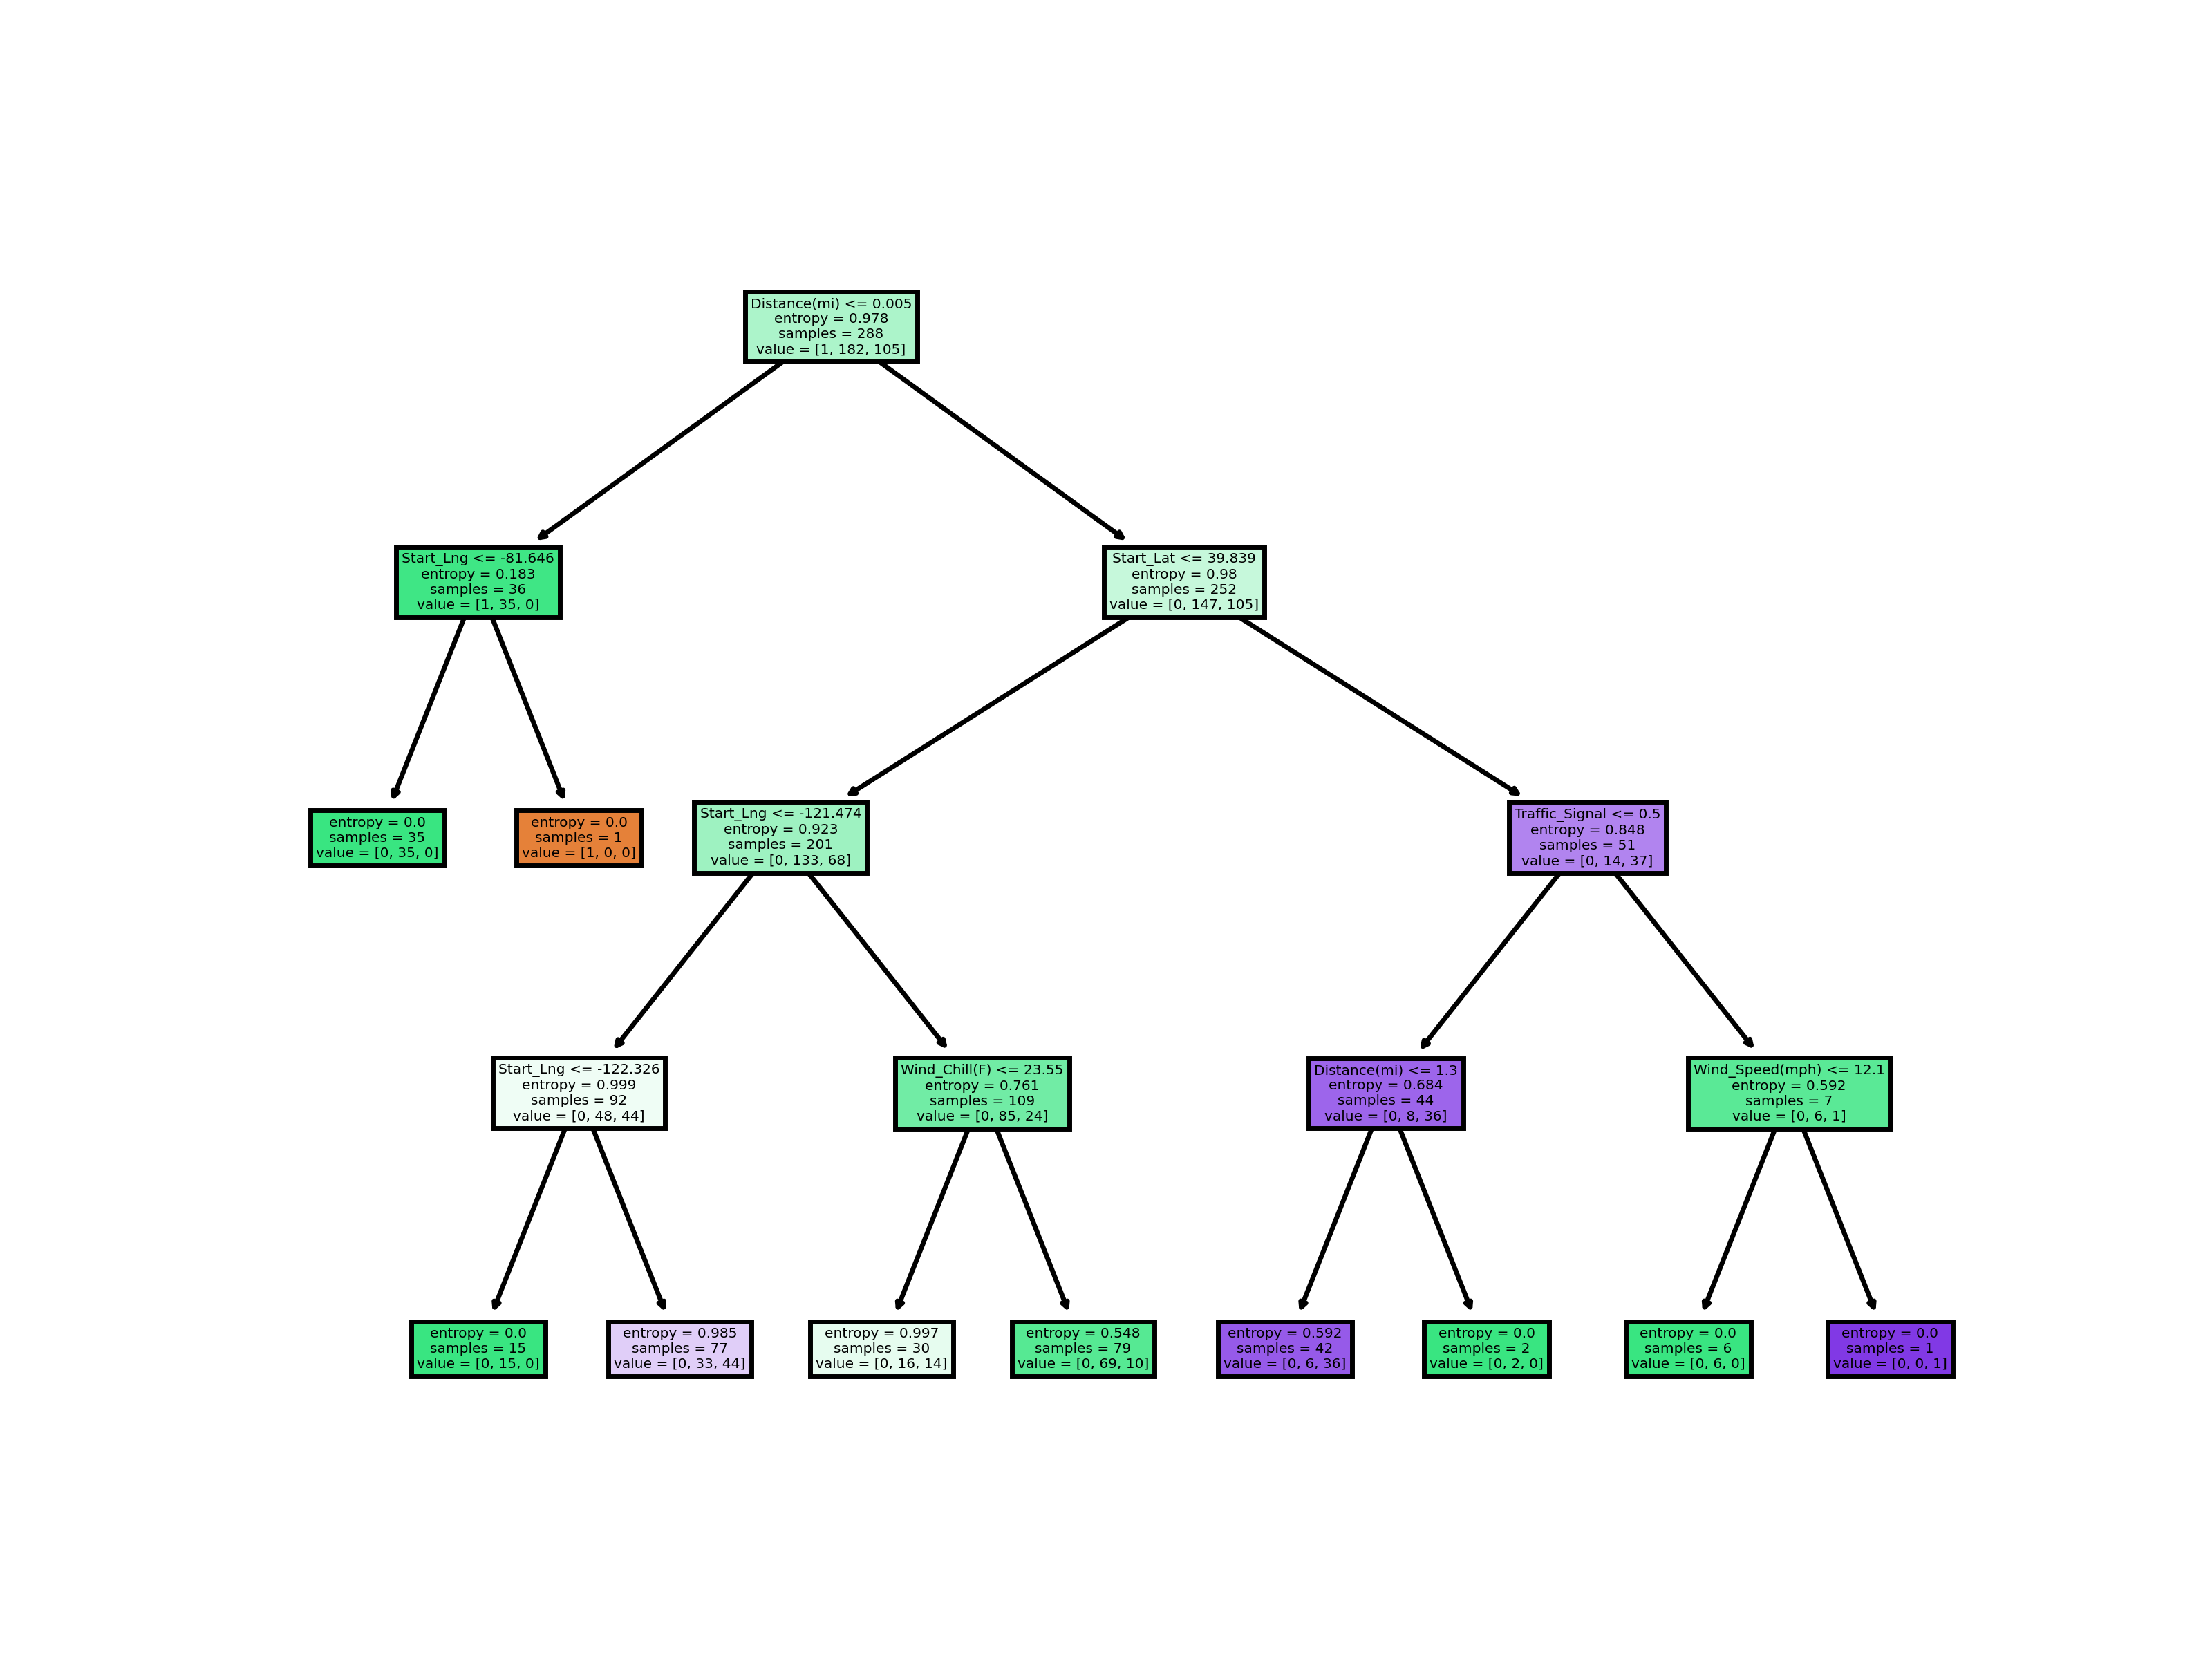 Distance(mi) <= 0.005
entropy = 0.978
samples = 288
value = [1, 182, 105]
Start_Lng <= -81.646
entropy = 0.183
samples = 36
value = [1, 35, 0]
Start_Lat <= 39.839
entropy = 0.98
samples = 252
value = [0, 147, 105]
entropy = 0.0
samples = 35
value = [0, 35, 0]
entropy = 0.0
samples = 1
value = [1, 0, 0]
Start_Lng <= -121.474
entropy = 0.923
samples = 201
value = [0, 133, 68]
Traffic_Signal <= 0.5
entropy = 0.848
samples = 51
value = [0, 14, 37]
Start_Lng <= -122.326
entropy = 0.999
samples = 92
value = [0, 48, 44]
Wind_Chill(F) <= 23.55
entropy = 0.761
samples = 109
value = [0, 85, 24]
Distance(mi) <= 1.3
entropy = 0.684
samples = 44
value = [0, 8, 36]
Wind_Speed(mph) <= 12.1
entropy = 0.592
samples = 7
value = [0, 6, 1]
entropy = 0.0
samples = 15
value = [0, 15, 0]
entropy = 0.985
samples = 77
value = [0, 33, 44]
entropy = 0.997
samples = 30
value = [0, 16, 14]
entropy = 0.548
samples = 79
value = [0, 69, 10]
entropy = 0.592
samples = 42
value = [0, 6, 36]
entropy = 0.0
samples = 2
value = [0, 2, 0]
entropy = 0.0
samples = 6
value = [0, 6, 0]
entropy = 0.0
samples = 1
value = [0, 0, 1]